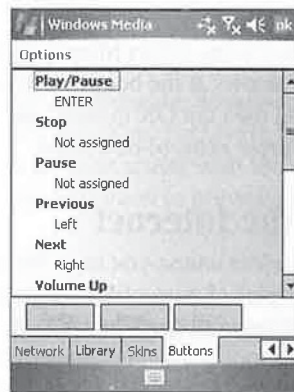 Windows Media ok
Options
Play/Pause
ENTER
Stop
Not assigned
Pause
Not assigned
Previous
Left
Next
Right
Volume Up
Network Library Skins Buttons